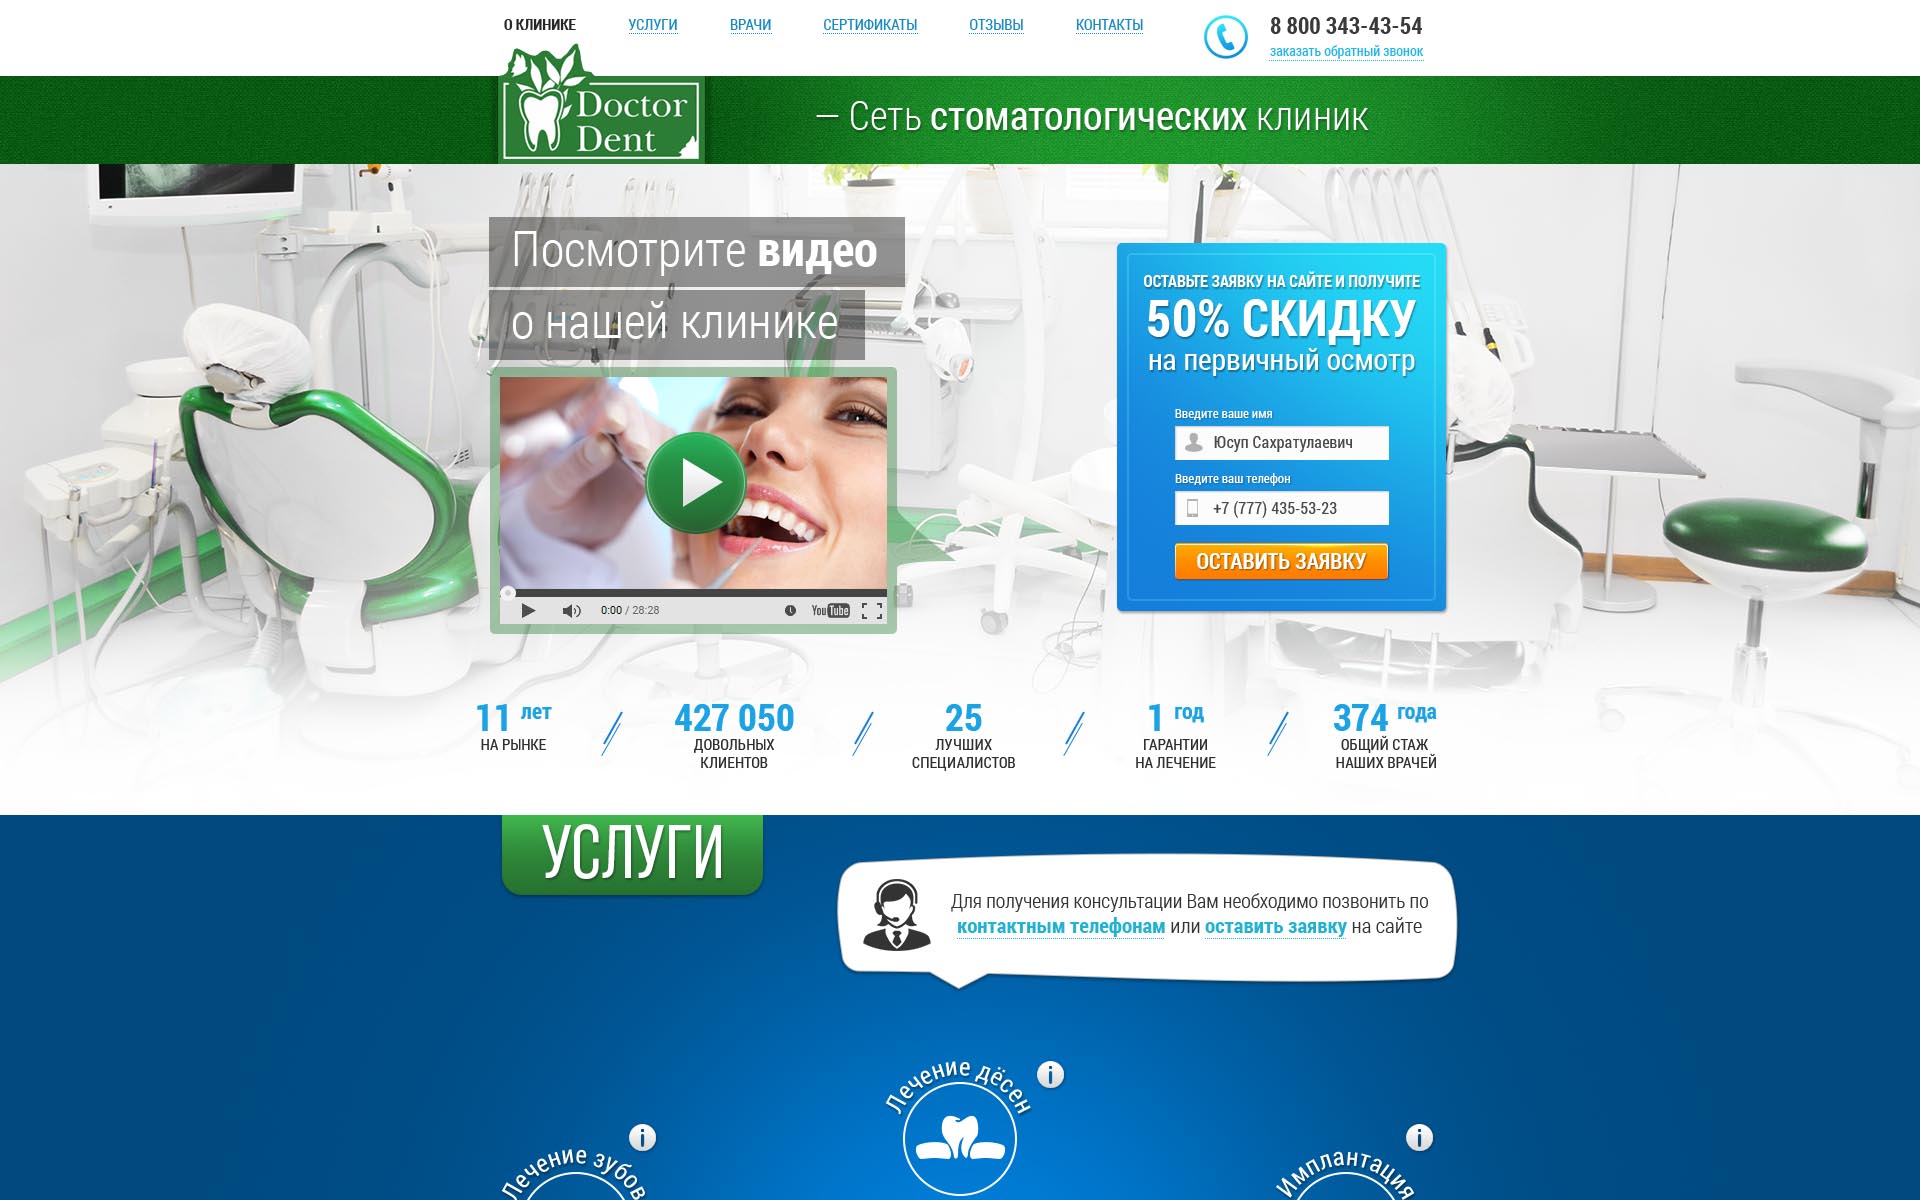 О КЛИНИКЕ
УСЛУГИ
ВРАЧИ
СЕРТИФИКАТЫ
ОТЗЫВЫ
КОНТАКТЫ
8 800 343-43-54
заказать обратный звонок
Doctor
Dent
— Сеть стоматологических клиник
Посмотрите видео
о нашей клинике
0:00 / 28:28
YouTube
ОСТАВЬТЕ ЗАЯВКУ НА САЙТЕ И ПОЛУЧИТЕ
50% СКИДКУ
на первичный осмотр
Введите ваше имя
Юсуп Сахратулаевич
Введите ваш телефон
+7 (777) 435-53-23
ОСТАВИТЬ ЗАЯВКУ
11 лет
НА РЫНКЕ
427 050
ДОВОЛЬНЫХ
КЛИЕНТОВ
25
ЛУЧШИХ
СПЕЦИАЛИСТОВ
1 год
ГАРАНТИИ
НА ЛЕЧЕНИЕ
374 года
ОБЩИЙ СТАЖ
НАШИХ ВРАЧЕЙ
УСЛУГИ
Для получения консультации Вам необходимо позвонить по
контактным телефонам или оставить заявку на сайте
Лечение дёсен
i
Лечение зубов
i
Имплантация
i